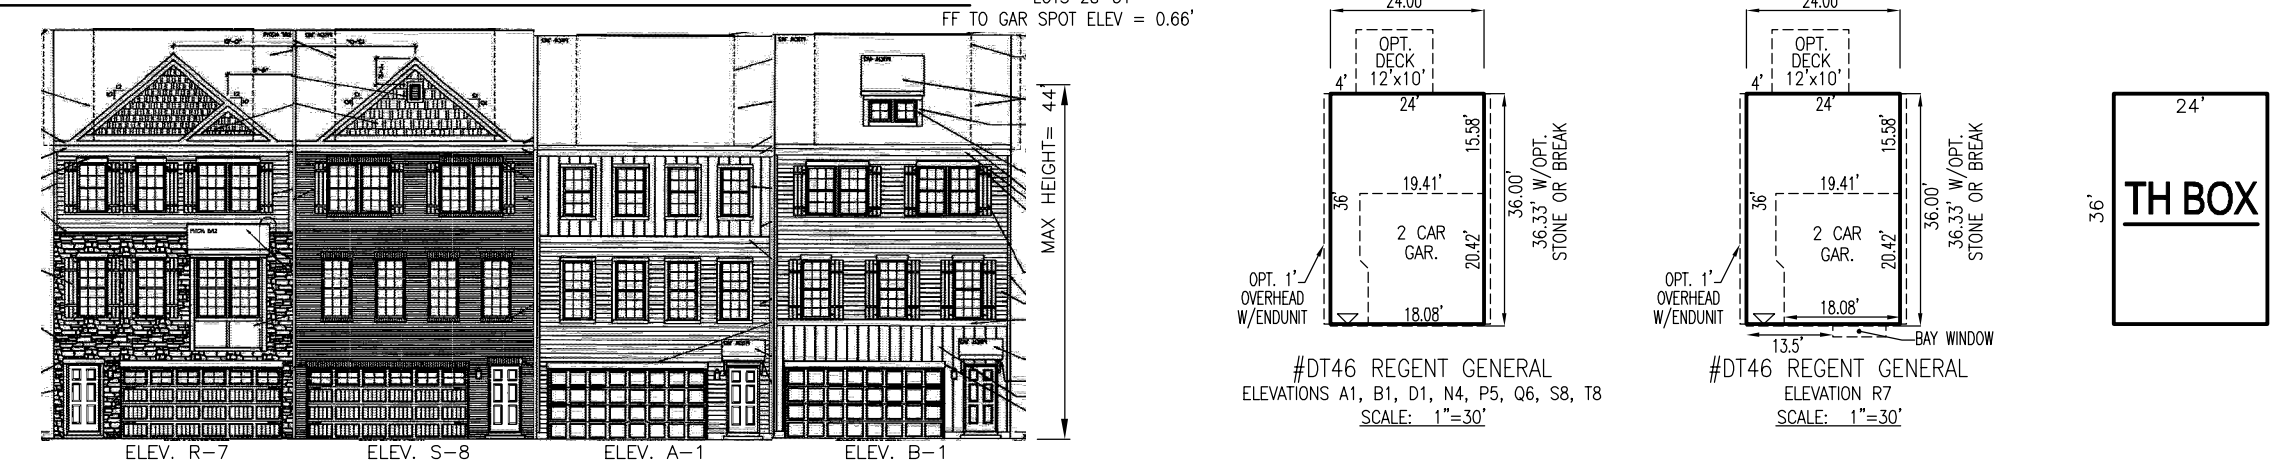 FF TO GAR SPOT ELEV = 0.66'
MAX HEIGHT= 44'
ELEV. R-7
ELEV. S-8
ELEV. A-1
ELEV. B-1
24.00'
OPT.
DECK
12'x10'
4'
24'
15.58'
36'
19.41'
2 CAR
GAR.
20.42'
18.08'
36.00'
36.33' W/OPT.
STONE OR BREAK
OPT. 1'
OVERHEAD
W/ENDUNIT
#DT46 REGENT GENERAL
ELEVATIONS A1, B1, D1, N4, P5, Q6, S8, T8
SCALE: 1"=30'
24.00'
OPT.
DECK
12'x10'
4'
24'
15.58'
36'
19.41'
2 CAR
GAR.
20.42'
18.08'
36.00'
36.33' W/OPT.
STONE OR BREAK
OPT. 1'
OVERHEAD
W/ENDUNIT
13.5'
BAY WINDOW
#DT46 REGENT GENERAL
ELEVATION R7
SCALE: 1"=30'
24'
36'
TH BOX